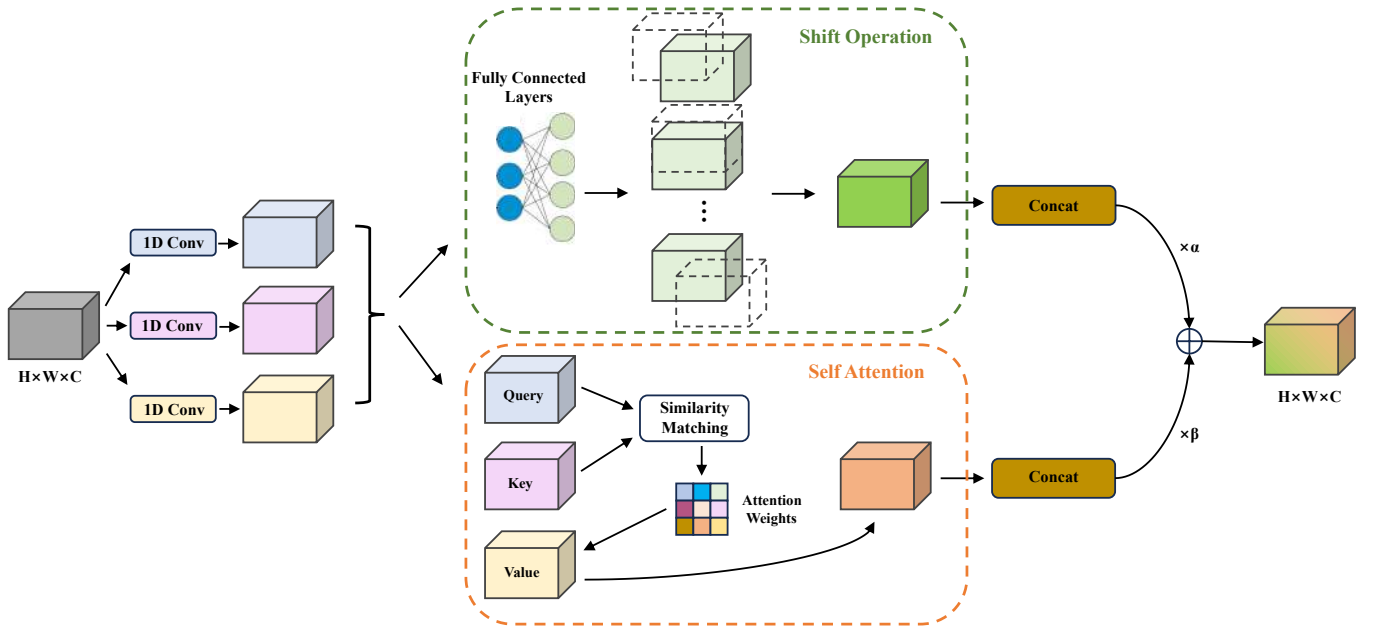 Shift Operation
Fully Connected
Layers
1D Conv
1D Conv
1D Conv
H×W×C
Concat
×α
Self Attention
Query
Similarity
Matching
Key
Attention
Weights
Value
Concat
×β
H×W×C